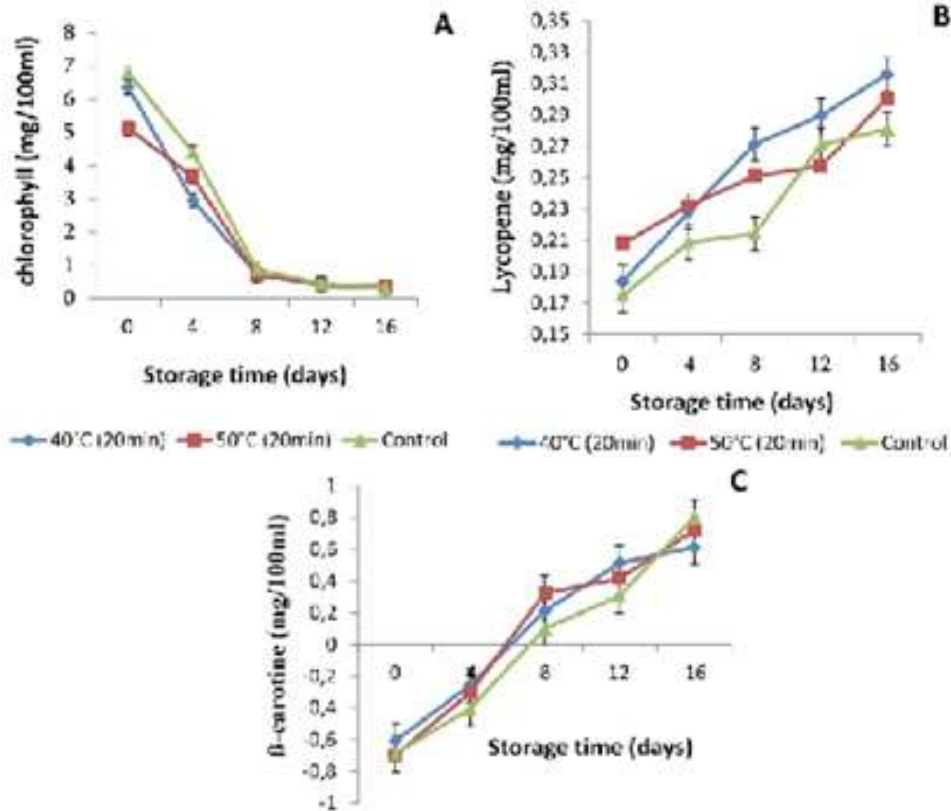 A
chlorophyll (mg/100ml)
8
7
6
5
4
3
2
1
0
0 4 8 12 16
Storage time (days)
40°C (20min) 50°C (20min) Control
B
Lycopene (mg/100ml)
0,35
0,33
0,31
0,29
0,27
0,25
0,23
0,21
0,19
0,17
0,15
0 4 8 12 16
Storage time (days)
40°C (20min) 50°C (20min) Control
C
β-carotine (mg/100ml)
1
0,8
0,6
0,4
0,2
0
-0,2
-0,4
-0,6
-0,8
-1
0 4 8 12 16
Storage time (days)